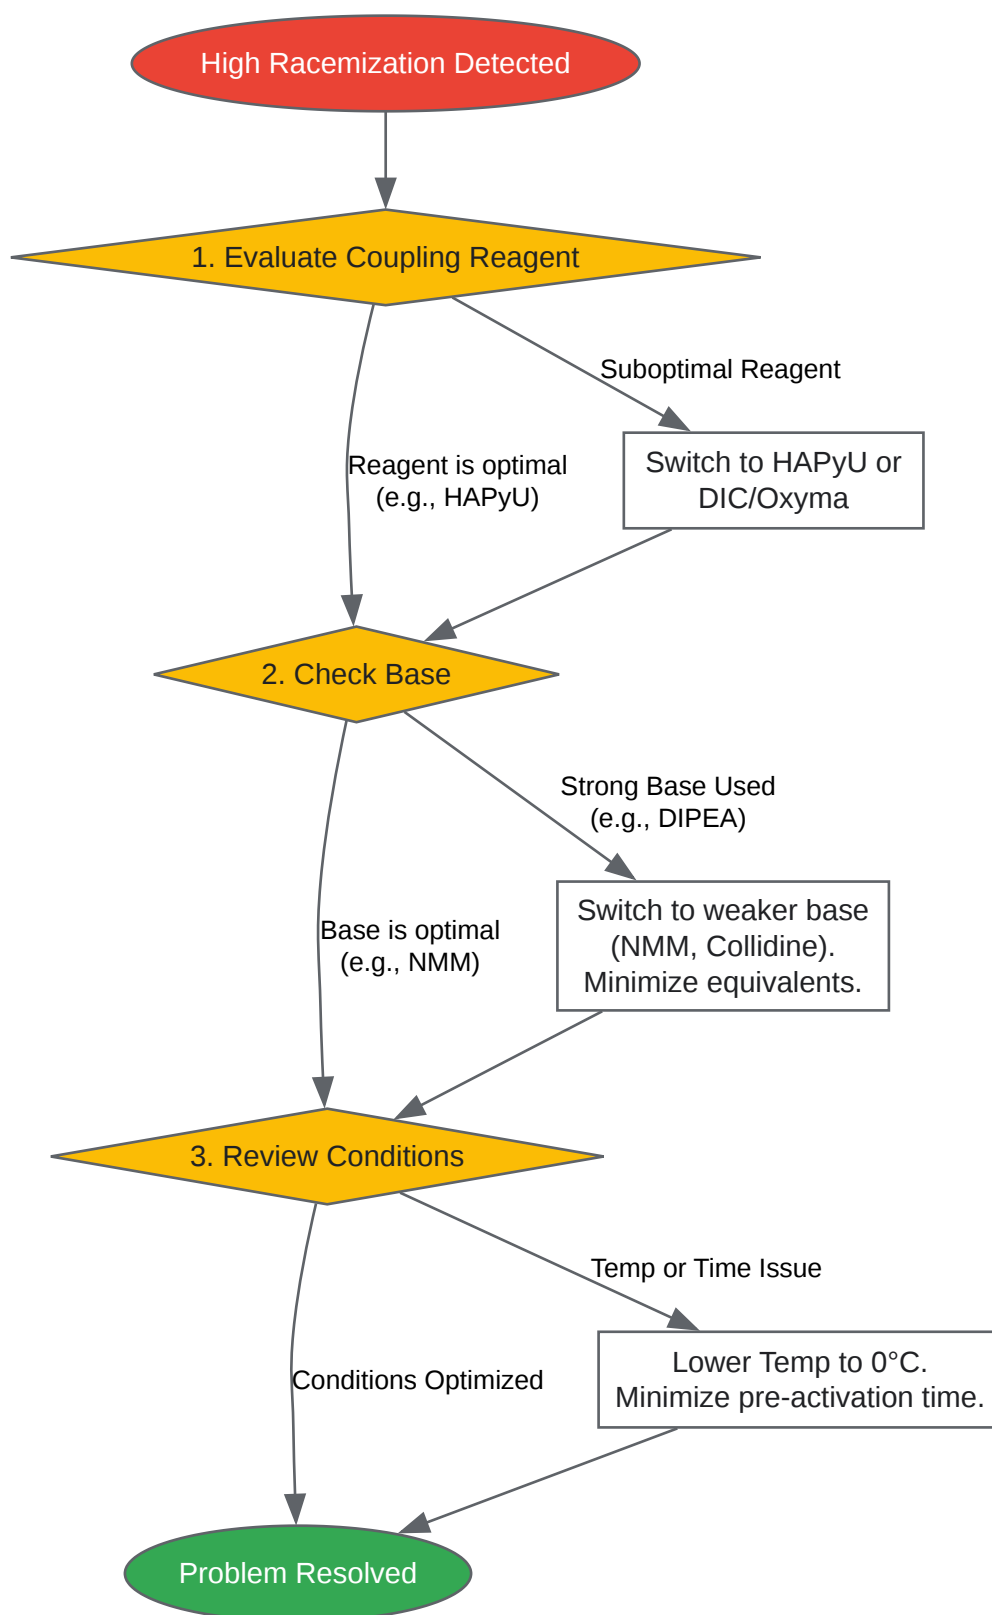 High Racemization Detected
1. Evaluate Coupling Reagent
Suboptimal Reagent
Reagent is optimal
(e.g., HAPyU)
Switch to HAPyU or
DIC/Oxyma
2. Check Base
Strong Base Used
(e.g., DIPEA)
Base is optimal
(e.g., NMM)
Switch to weaker base
(NMM, Collidine).
Minimize equivalents.
3. Review Conditions
Temp or Time Issue
Conditions Optimized
Lower Temp to 0°C.
Minimize pre-activation time.
Problem Resolved